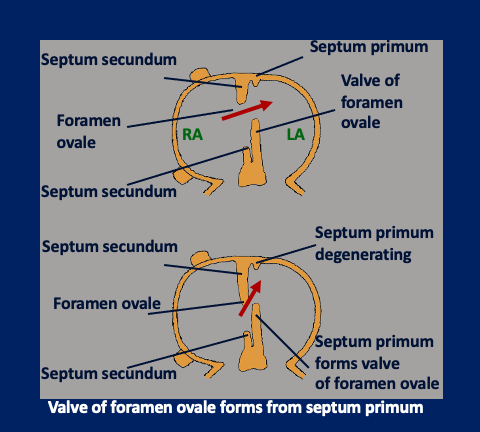 Septum primum
Septum secundum
Valve of
foramen
ovale
Foramen
ovale
RA
LA
Septum secundum
Septum secundum
Septum primum
degenerating
Foramen ovale
Septum primum
forms valve
of foramen ovale
Septum secundum
Valve of foramen ovale forms from septum primum